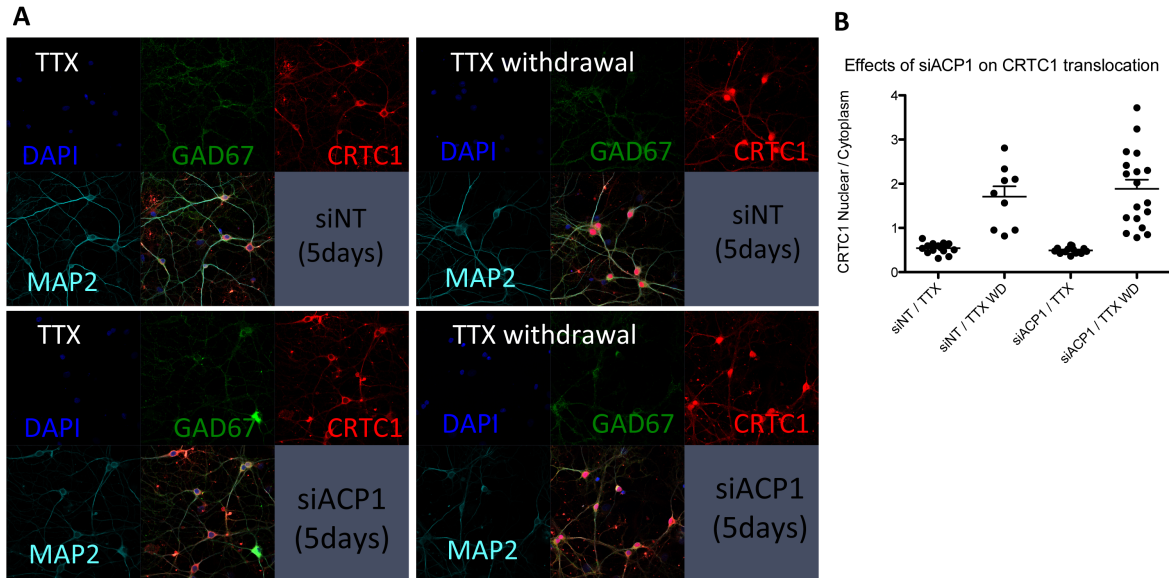 A
TTX
DAPI
GAD67
CRTC1
MAP2
siNT
(5days)
TTX withdrawal
DAPI
GAD67
CRTC1
MAP2
siNT
(5days)
TTX
DAPI
GAD67
CRTC1
MAP2
siACP1
(5days)
TTX withdrawal
DAPI
GAD67
CRTC1
MAP2
siACP1
(5days)
B
Effects of siACP1 on CRTC1 translocation
CRTC1 Nuclear / Cytoplasm
4
3
2
1
0
siNT / TTX
siNT / TTX WD
siACP1 / TTX
siACP1 / TTX WD